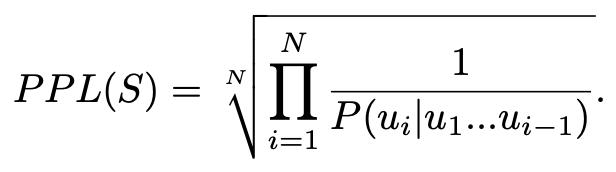 PPL(S) = \sqrt[N]{\prod_{i=1}^{N} \frac{1}{P(u_i|u_1...u_{i-1})}}.